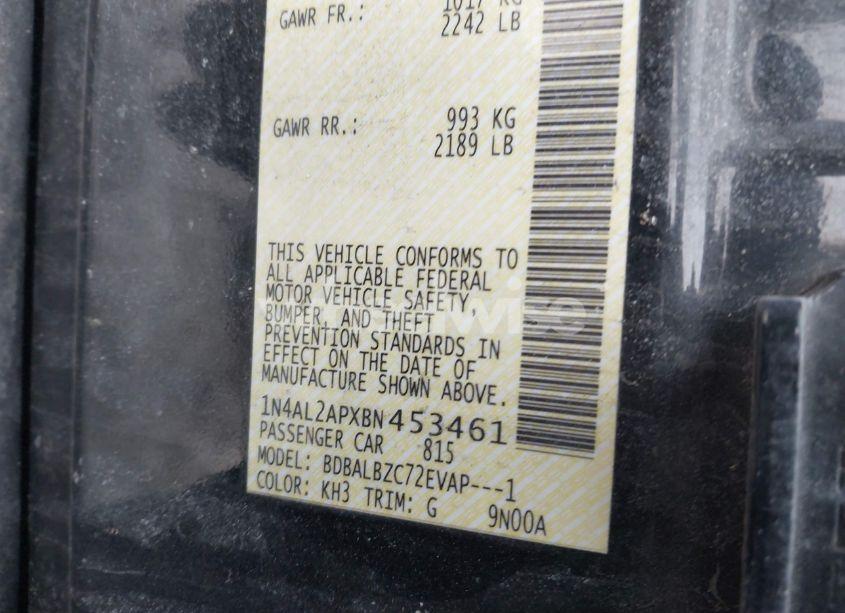 GAWR FR.: 1017 KG
2242 LB
GAWR RR.: 993 KG
2189 LB
THIS VEHICLE CONFORMS TO
ALL APPLICABLE FEDERAL
MOTOR VEHICLE SAFETY,
BUMPER, AND THEFT
PREVENTION STANDARDS IN
EFFECT ON THE DATE OF
MANUFACTURE SHOWN ABOVE.
1N4AL2APXBN453461
PASSENGER CAR 815
MODEL: BDBALBZC72EVAP---1
COLOR: KH3 TRIM: G 9N00A